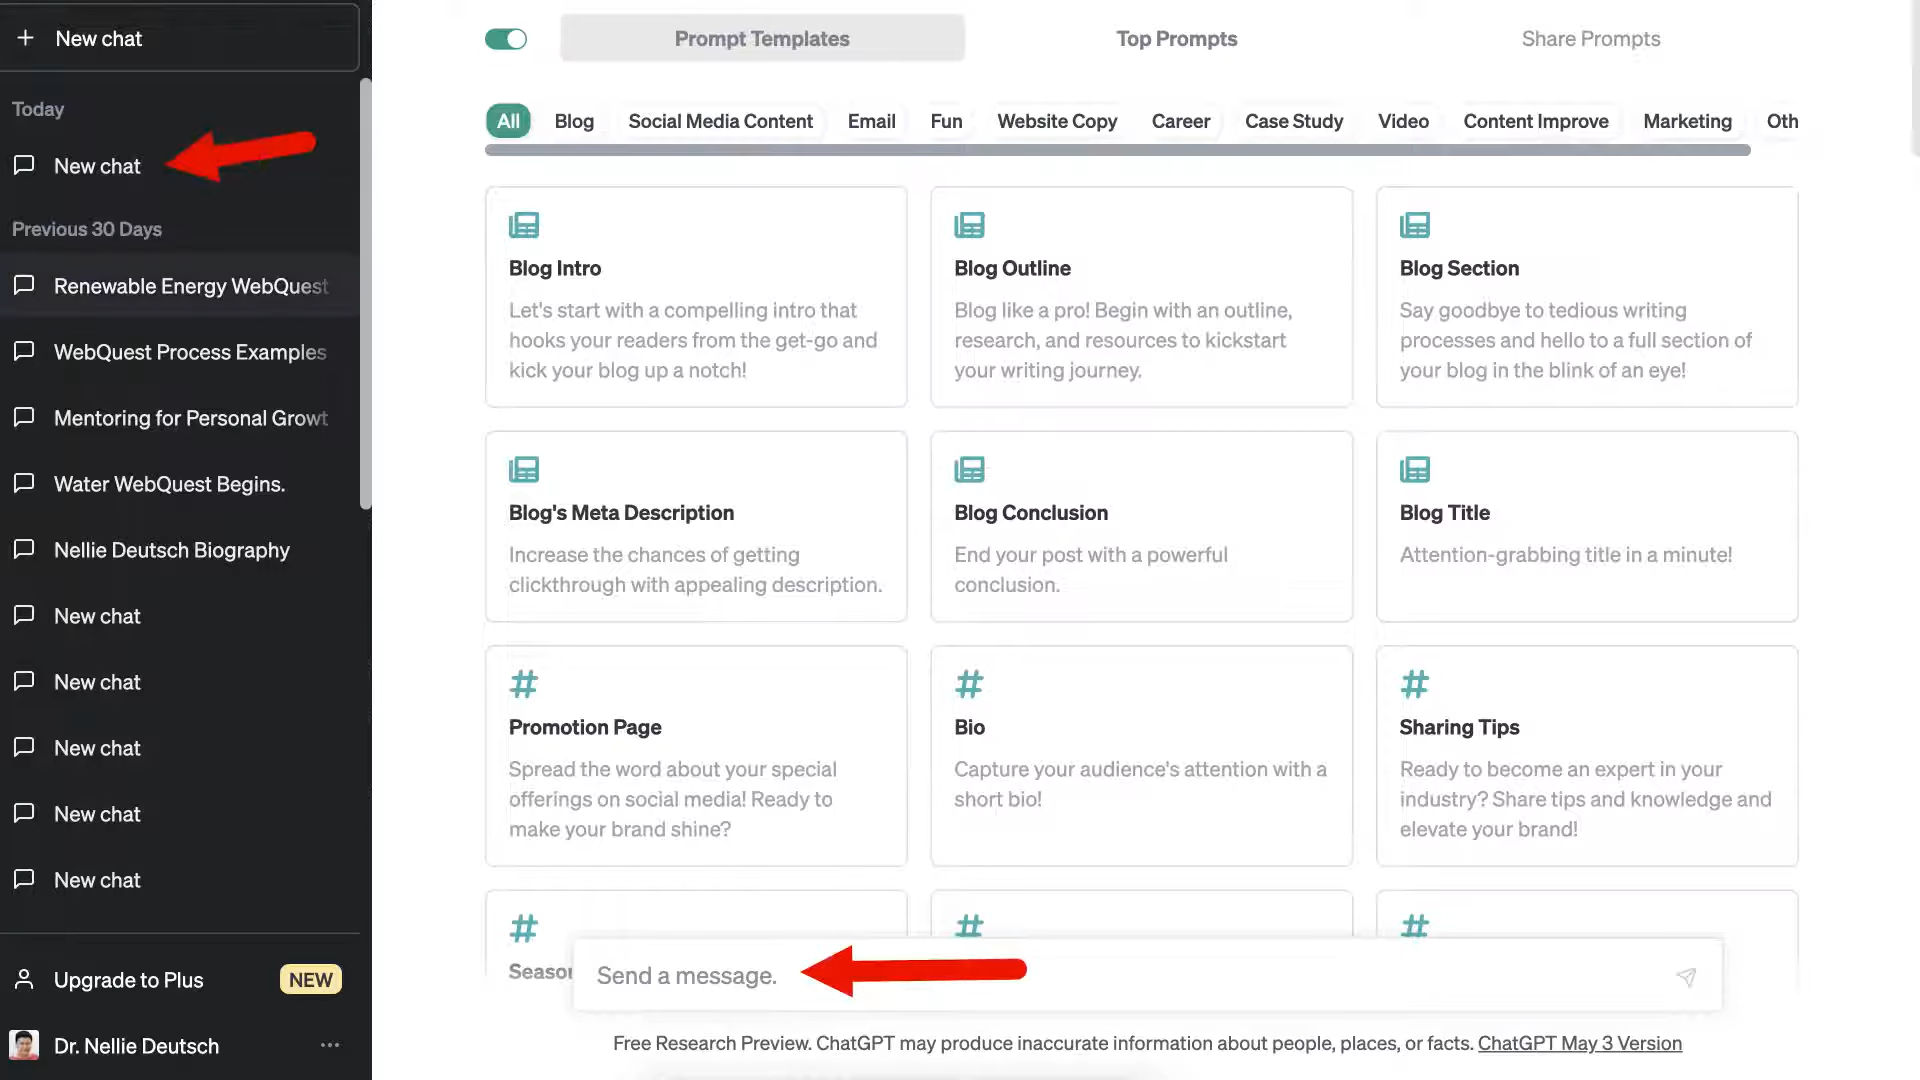 New chat
Today
New chat
Previous 30 Days
Renewable Energy WebQuest
WebQuest Process Examples
Mentoring for Personal Growt
Water WebQuest Begins.
Nellie Deutsch Biography
New chat
New chat
New chat
New chat
New chat
Upgrade to Plus NEW
Dr. Nellie Deutsch
Prompt Templates Top Prompts Share Prompts
All Blog Social Media Content Email Fun Website Copy Career Case Study Video Content Improve Marketing Oth
Blog Intro
Let's start with a compelling intro that
hooks your readers from the get-go and
kick your blog up a notch!
Blog Outline
Blog like a pro! Begin with an outline,
research, and resources to kickstart
your writing journey.
Blog Section
Say goodbye to tedious writing
processes and hello to a full section of
your blog in the blink of an eye!
Blog's Meta Description
Increase the chances of getting
clickthrough with appealing description.
Blog Conclusion
End your post with a powerful
conclusion.
Blog Title
Attention-grabbing title in a minute!
Promotion Page
Spread the word about your special
offerings on social media! Ready to
make your brand shine?
Bio
Capture your audience's attention with a
short bio!
Sharing Tips
Ready to become an expert in your
industry? Share tips and knowledge and
elevate your brand!
Season
Send a message.
Free Research Preview. ChatGPT may produce inaccurate information about people, places, or facts. ChatGPT May 3 Version